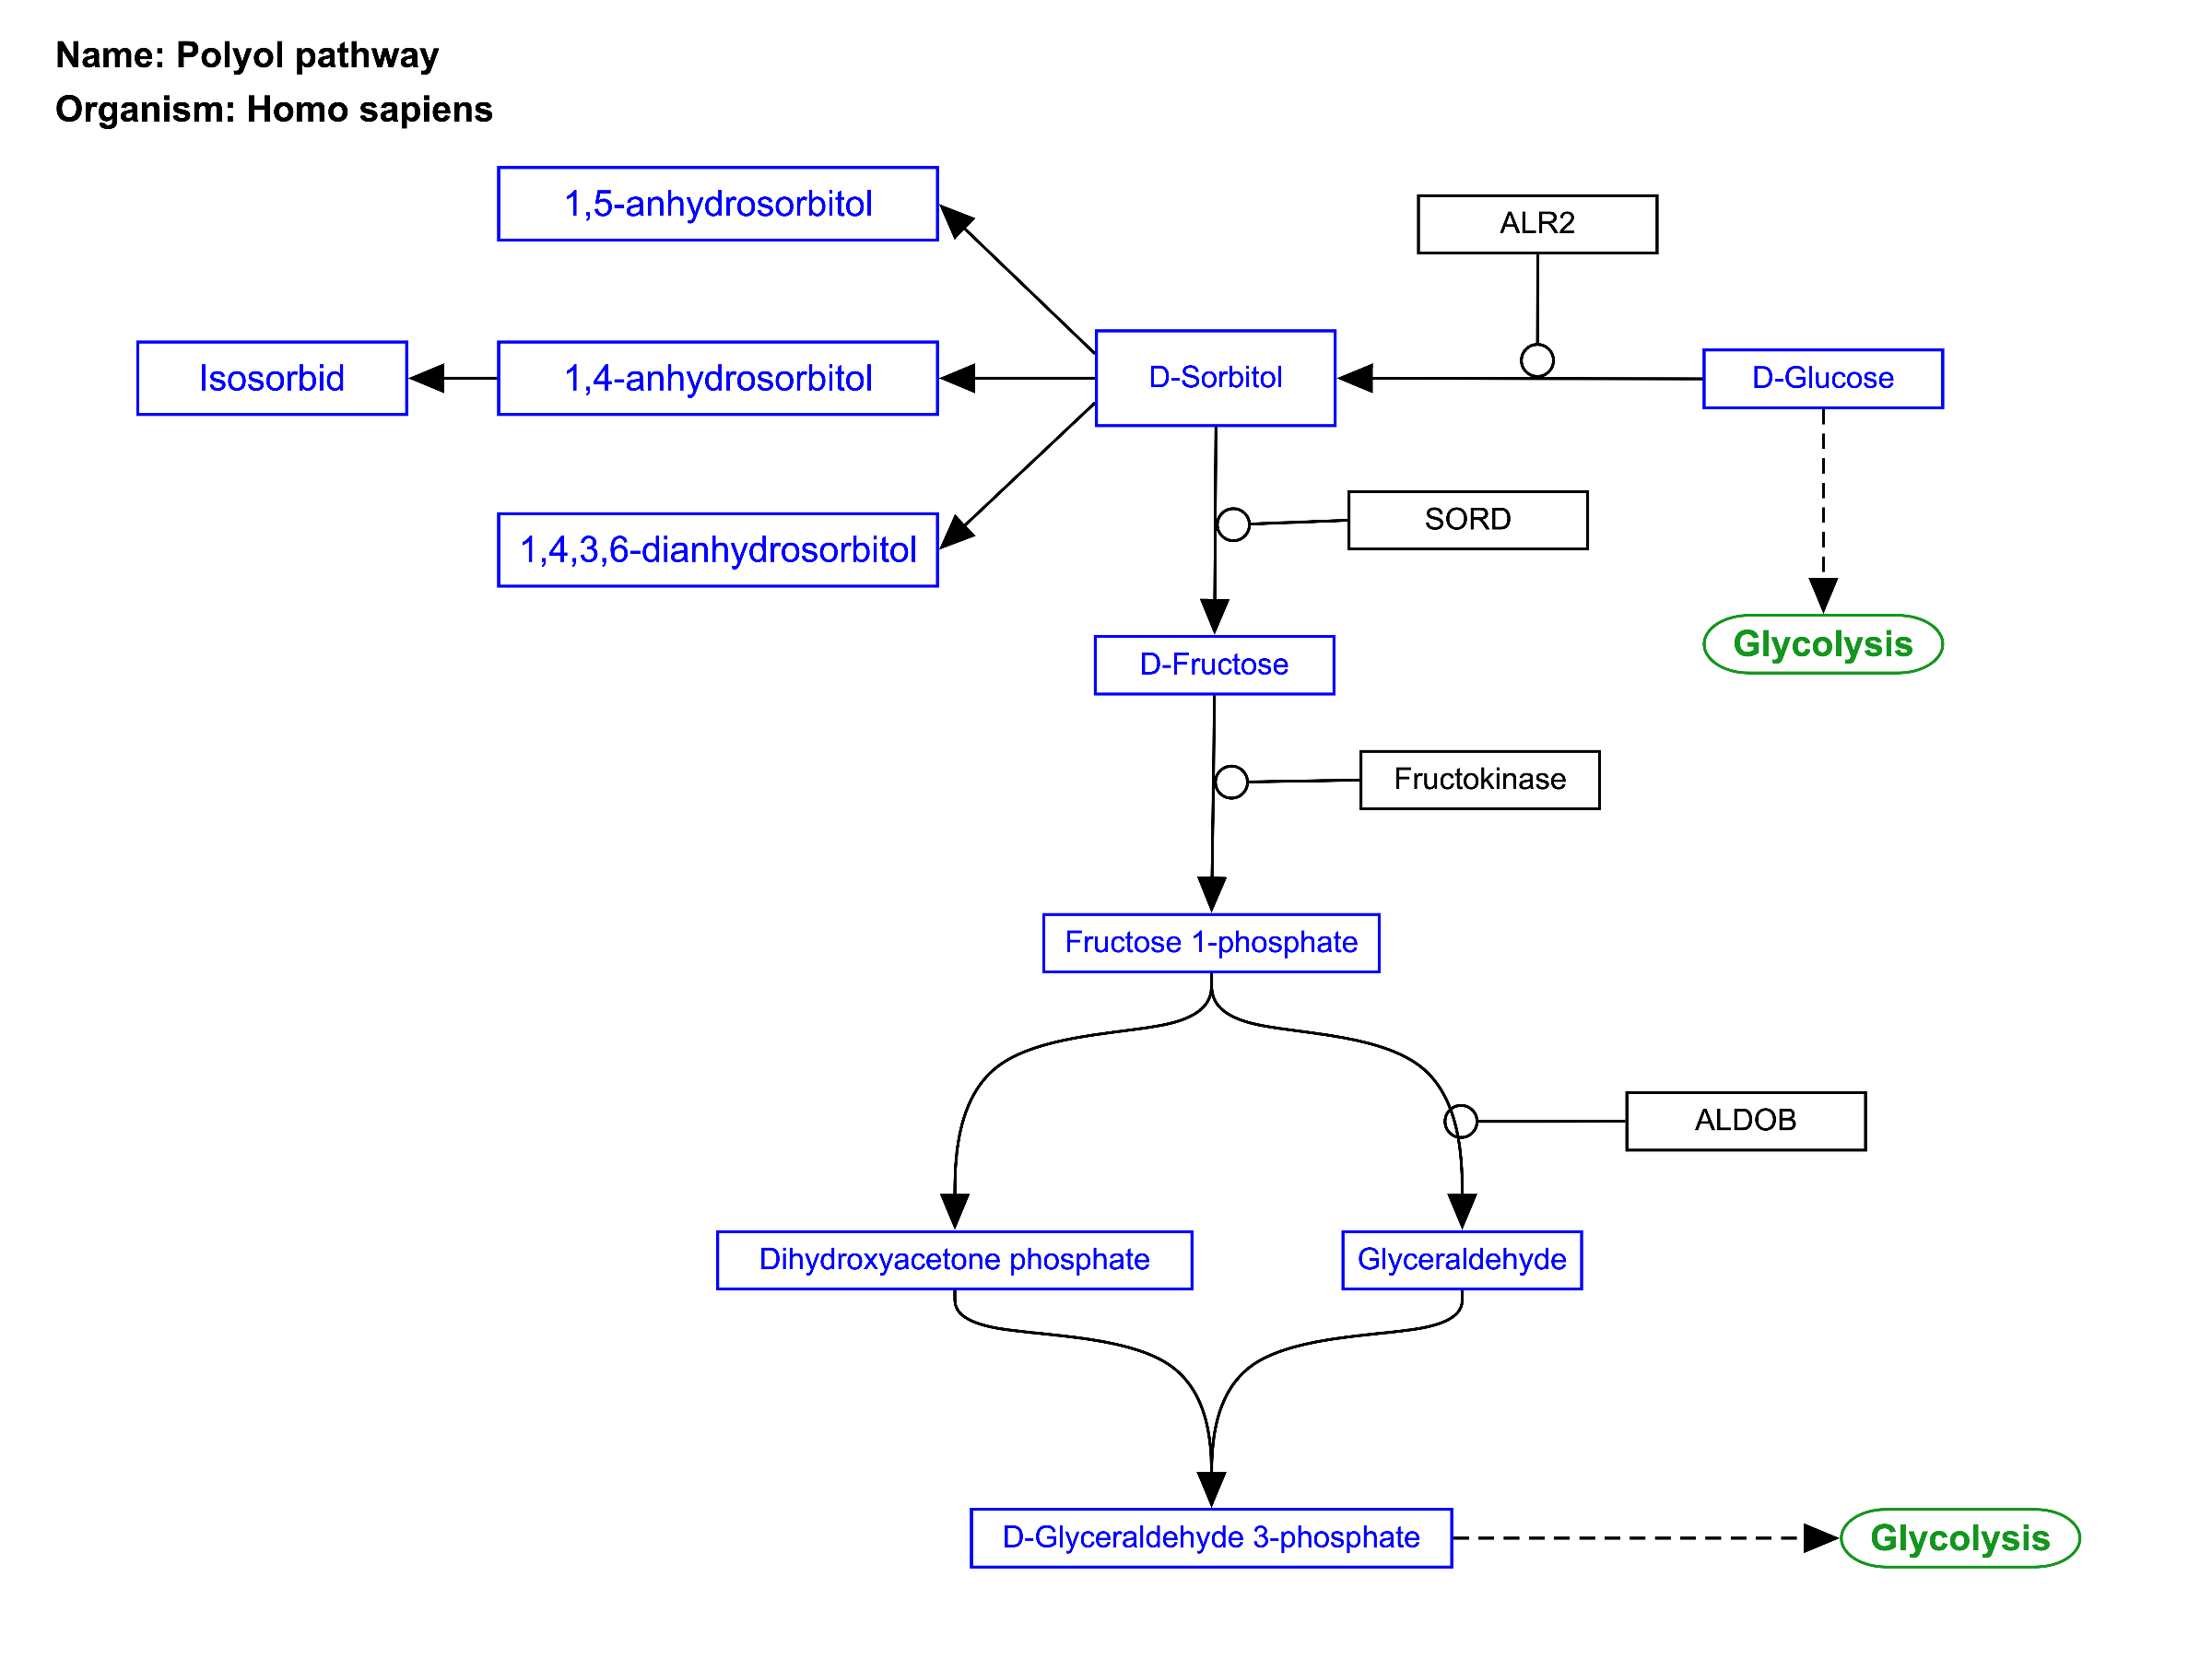 Name: Polyol pathway
Organism: Homo sapiens
1,5-anhydrosorbitol
ALR2
Isosorbid
1,4-anhydrosorbitol
D-Sorbitol
D-Glucose
SORD
1,4,3,6-dianhydrosorbitol
Glycolysis
D-Fructose
Fructokinase
Fructose 1-phosphate
ALDOB
Dihydroxyacetone phosphate
Glyceraldehyde
D-Glyceraldehyde 3-phosphate
Glycolysis